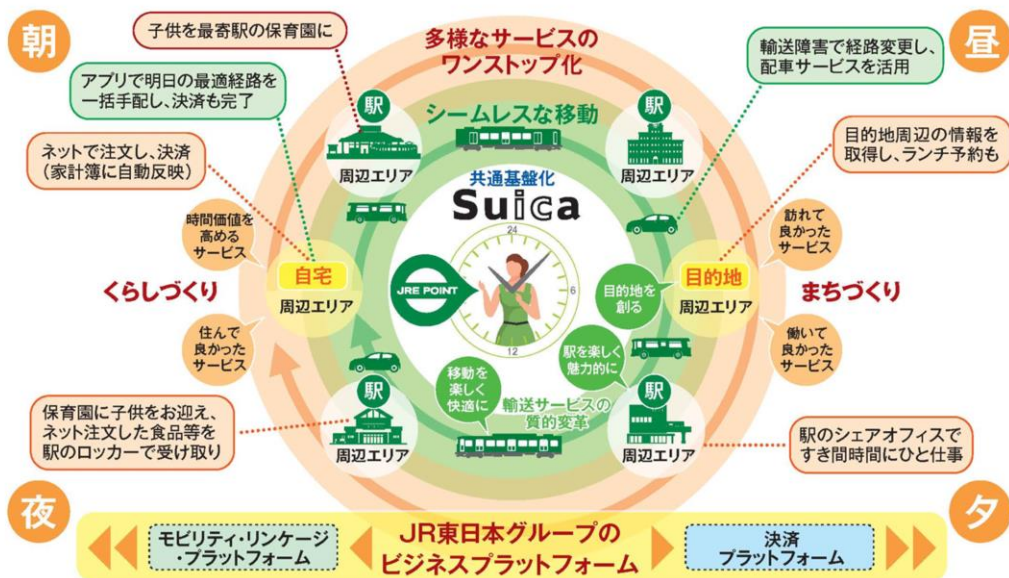 朝
子供を最寄駅の保育園に
アプリで明日の最適経路を
一括手配し、決済も完了
ネットで注文し、決済
(家計簿に自動反映)
多様なサービスの
ワンストップ化
シームレスな移動
昼
輸送障害で経路変更し、
配車サービスを活用
目的地周辺の情報を
取得し、ランチ予約も
駅
周辺エリア
駅
周辺エリア
共通基盤化
Suica
24
6
12
JRE POINT
時間価値を
高める
サービス
くらしづくり
自宅
周辺エリア
住んで
良かった
サービス
目的地を
創る
目的地
周辺エリア
訪れて
良かった
サービス
まちづくり
働いて
良かった
サービス
駅を楽しく
魅力的に
移動を
楽しく
快適に
輸送サービスの
質的変革
駅
周辺エリア
駅
周辺エリア
保育園に子供をお迎え、
ネット注文した食品等を
駅のロッカーで受け取り
駅のシェアオフィスで
すき間時間にひと仕事
夜
夕
モビリティ・リンケージ
・プラットフォーム
JR東日本グループの
ビジネスプラットフォーム
決済
プラットフォーム